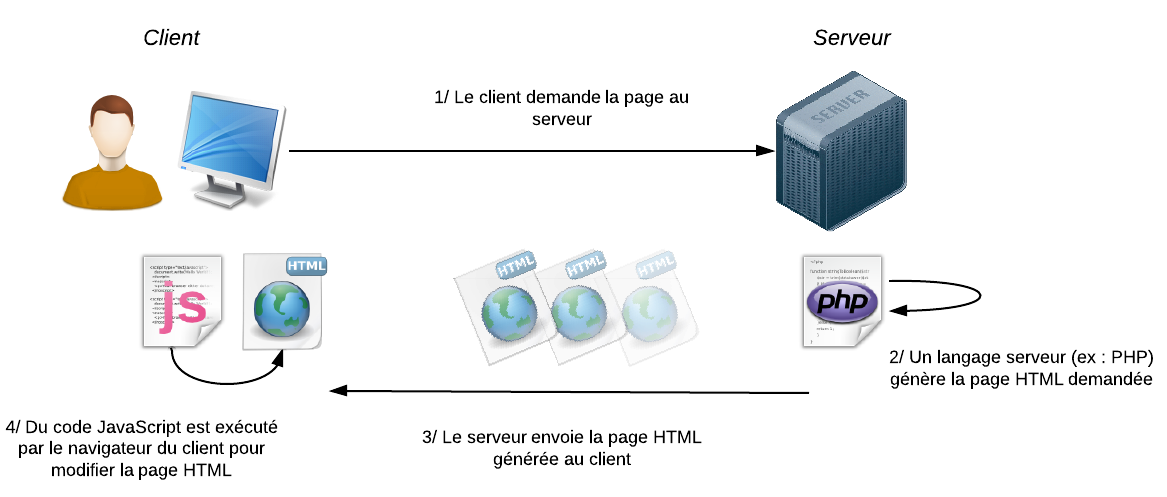 Client
Serveur
1/ Le client demande la page au
serveur
SERVER
js
HTML
HTML
HTML
HTML
php
2/ Un langage serveur (ex : PHP)
génère la page HTML demandée
3/ Le serveur envoie la page HTML
générée au client
4/ Du code JavaScript est exécuté
par le navigateur du client pour
modifier la page HTML